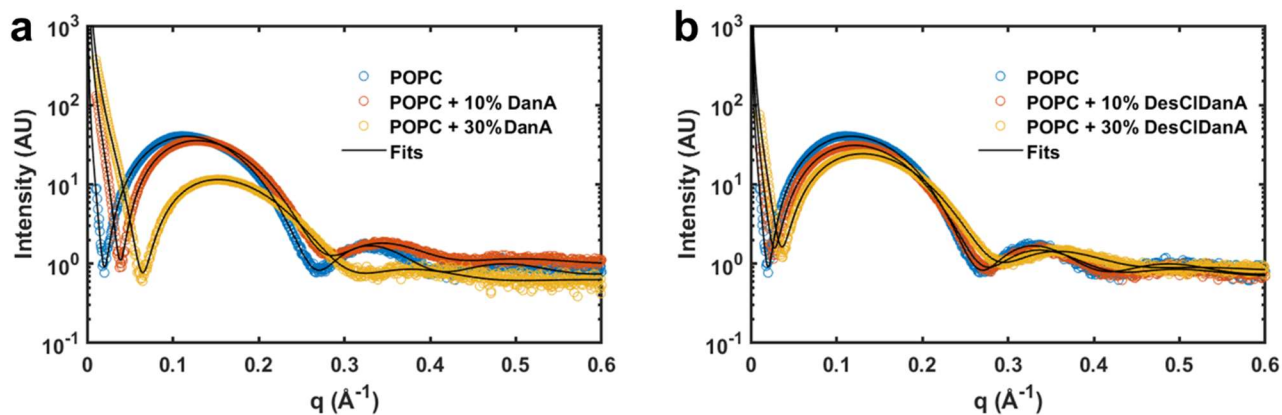 a
10³
10²
10¹
10⁰
10⁻¹
Intensity (AU)
POPC
POPC + 10% DanA
POPC + 30% DanA
Fits
0 0.1 0.2 0.3 0.4 0.5 0.6
q (Å⁻¹)
b
10³
10²
10¹
10⁰
10⁻¹
Intensity (AU)
POPC
POPC + 10% DesClDanA
POPC + 30% DesClDanA
Fits
0 0.1 0.2 0.3 0.4 0.5 0.6
q (Å⁻¹)